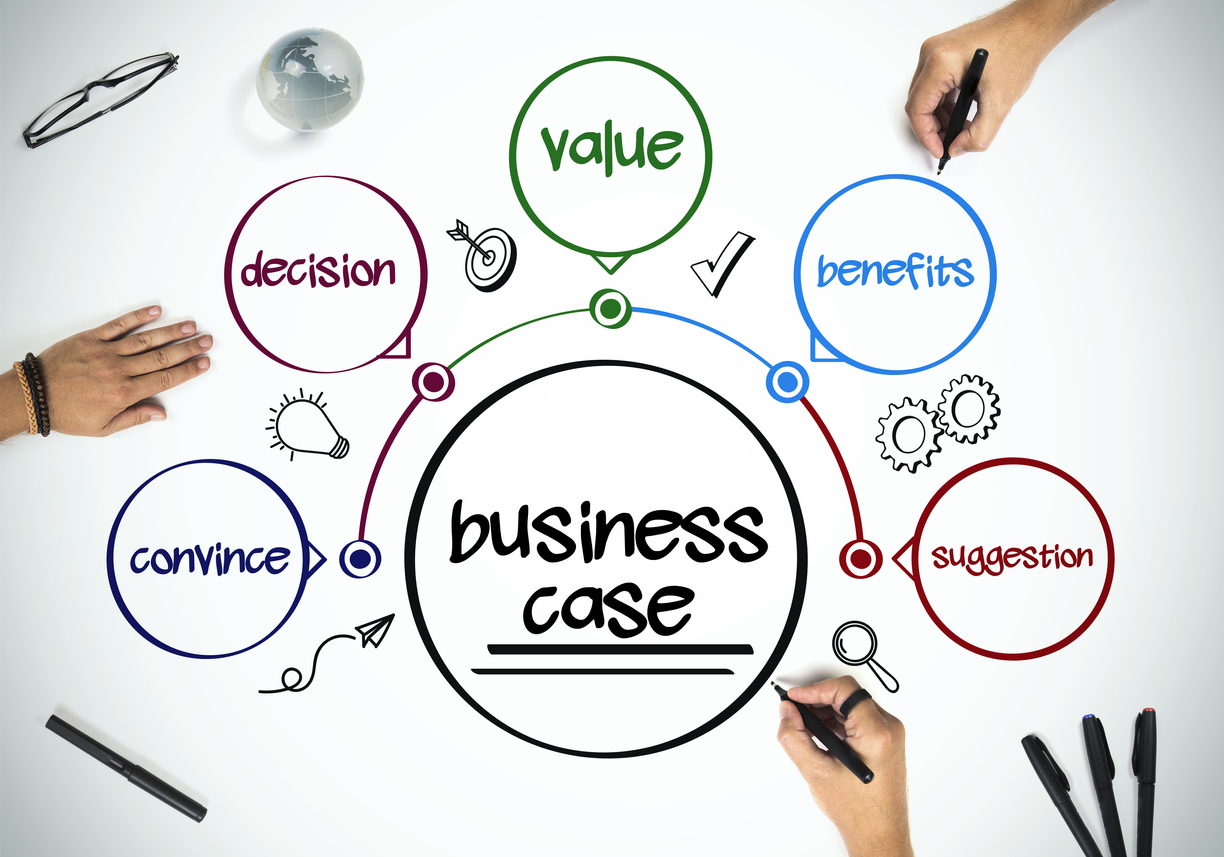 value
decision
benefits
convince
business
case
suggestion